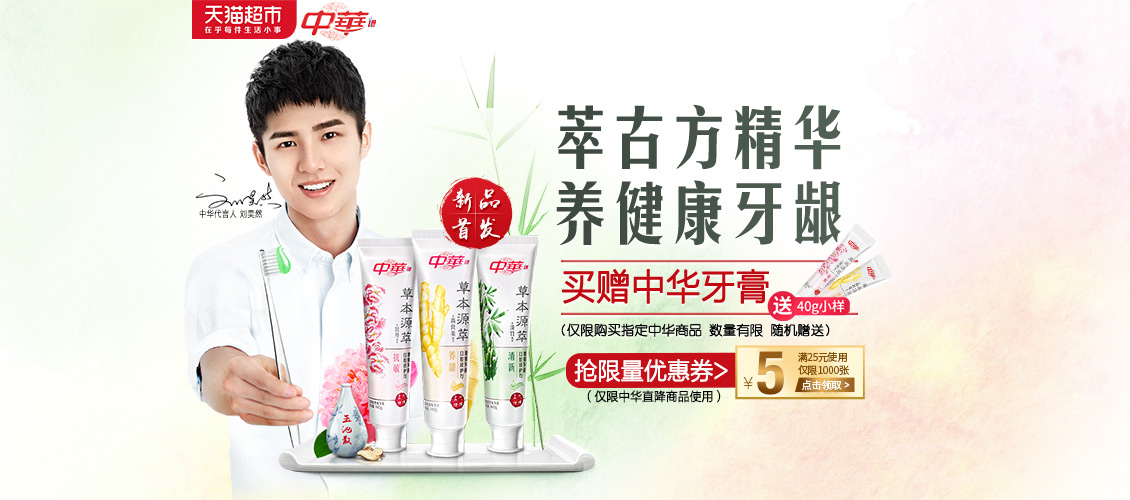 天猫超市
在乎每件生活小事
中華
中华代言人 刘昊然
萃古方精华
养健康牙龈
新品
首发
买赠中华牙膏
送 40g小样
(仅限购买指定中华商品 数量有限 随机赠送)
抢限量优惠券>
(仅限中华直降商品使用)
¥5
满25元使用
仅限1000张
点击领取 >
中華
草本源萃
抗敏
中華
草本源萃
养龈
中華
草本源萃
清新
玉池散